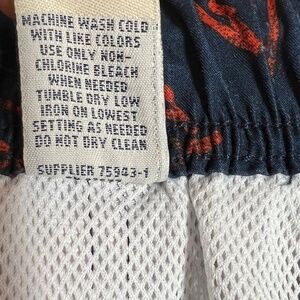 MACHINE WASH COLD
WITH LIKE COLORS
USE ONLY NON-
CHLORINE BLEACH
WHEN NEEDED
TUMBLE DRY LOW
IRON ON LOWEST
SETTING AS NEEDED
DO NOT DRY CLEAN
SUPPLIER 75943-1